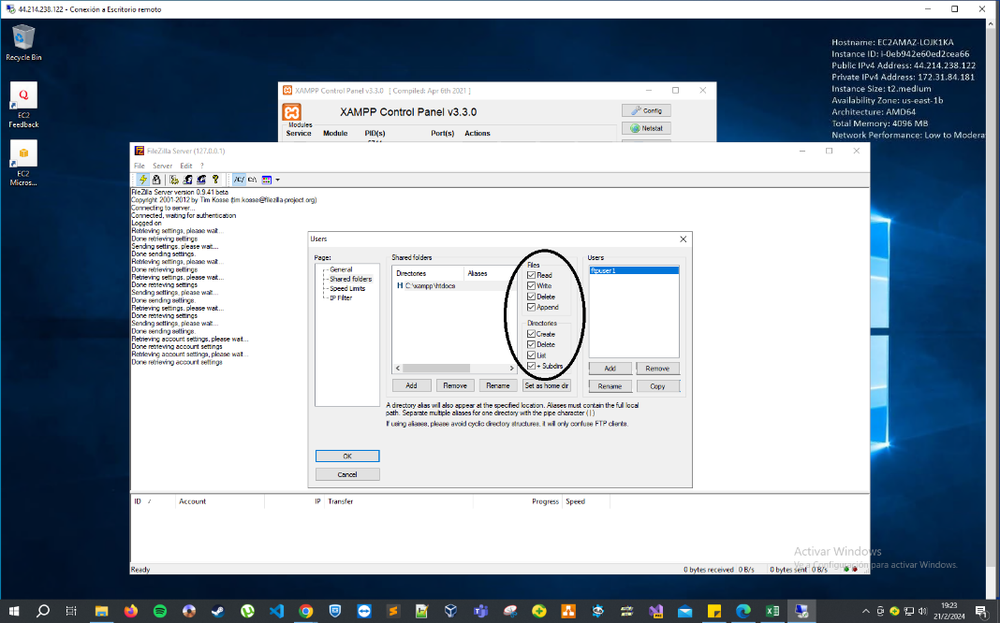 44.214.238.122 - Conexión a Escritorio remoto
Recycle Bin
EC2
Feedback
EC2
Micros...
Hostname: EC2AMAZ-LOJK1KA
Instance ID: i-0eb942e60ed2cea66
Public IPv4 Address: 44.214.238.122
Private IPv4 Address: 172.31.84.181
Instance Size: t2.medium
Availability Zone: us-east-1b
Architecture: AMD64
Total Memory: 4096 MB
Network Performance: Low to Modera
XAMPP Control Panel v3.3.0 [ Compiled: Apr 6th 2021 ]
XAMPP Control Panel v3.3.0
Config
Modules
Service Module PID(s) Port(s) Actions
Netstat
FileZilla Server (127.0.0.1)
File Server Edit ?
/C/ C:\
FileZilla Server version 0.9.41 beta
Copyright 2001-2012 by Tim Kosse (tim.kosse@filezilla-project.org)
Connecting to server...
Connected, waiting for authentication
Logged on
Retrieving settings, please wait...
Done retrieving settings
Sending settings, please wait...
Done sending settings.
Retrieving settings, please wait...
Done retrieving settings
Retrieving settings, please wait...
Done retrieving settings
Sending settings, please wait...
Done sending settings.
Retrieving settings, please wait...
Done retrieving settings
Sending settings, please wait...
Done sending settings.
Retrieving account settings, please wait...
Done retrieving account settings
Retrieving account settings, please wait...
Done retrieving account settings
Users
Page:
General
Shared folders
Speed Limits
IP Filter
Shared folders
Directories Aliases
H C:\xampp\htdocs
Files
Read
Write
Delete
Append
Directories
Create
Delete
List
+ Subdirs
Users
ftpuser1
Add Remove Rename Set as home dir
Add Remove
Rename Copy
A directory alias will also appear at the specified location. Aliases must contain the full local
path. Separate multiple aliases for one directory with the pipe character ( | )
If using aliases, please avoid cyclic directory structures, it will only confuse FTP clients.
OK
Cancel
ID / Account IP Transfer Progress Speed
Activar Windows
Ve a Configuración para activar Windows.
Ready 0 bytes received 0 B/s 0 bytes sent 0 B/s
19:23
21/2/2024